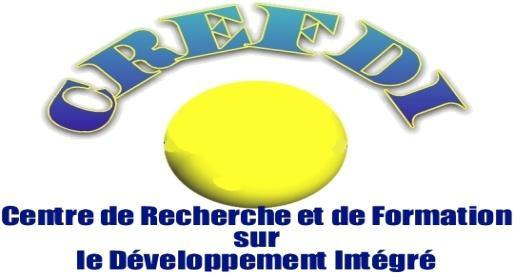 CREFDI
Centre de Recherche et de Formation
sur
le Développement Intégré